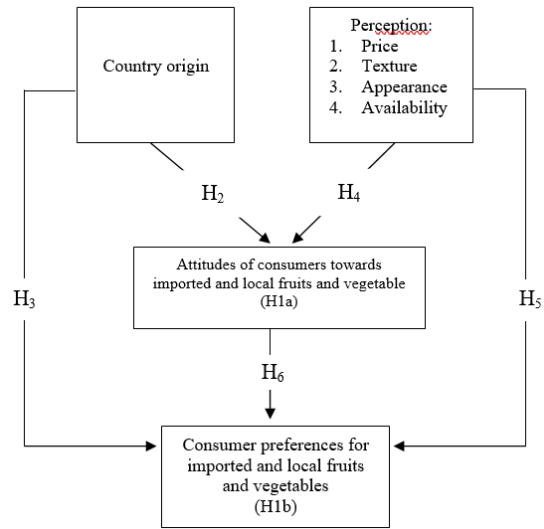 Country origin
Perception:
1. Price
2. Texture
3. Appearance
4. Availability
H₂
H₄
Attitudes of consumers towards
imported and local fruits and vegetable
(H1a)
H₃
H₅
H₆
Consumer preferences for
imported and local fruits
and vegetables
(H1b)